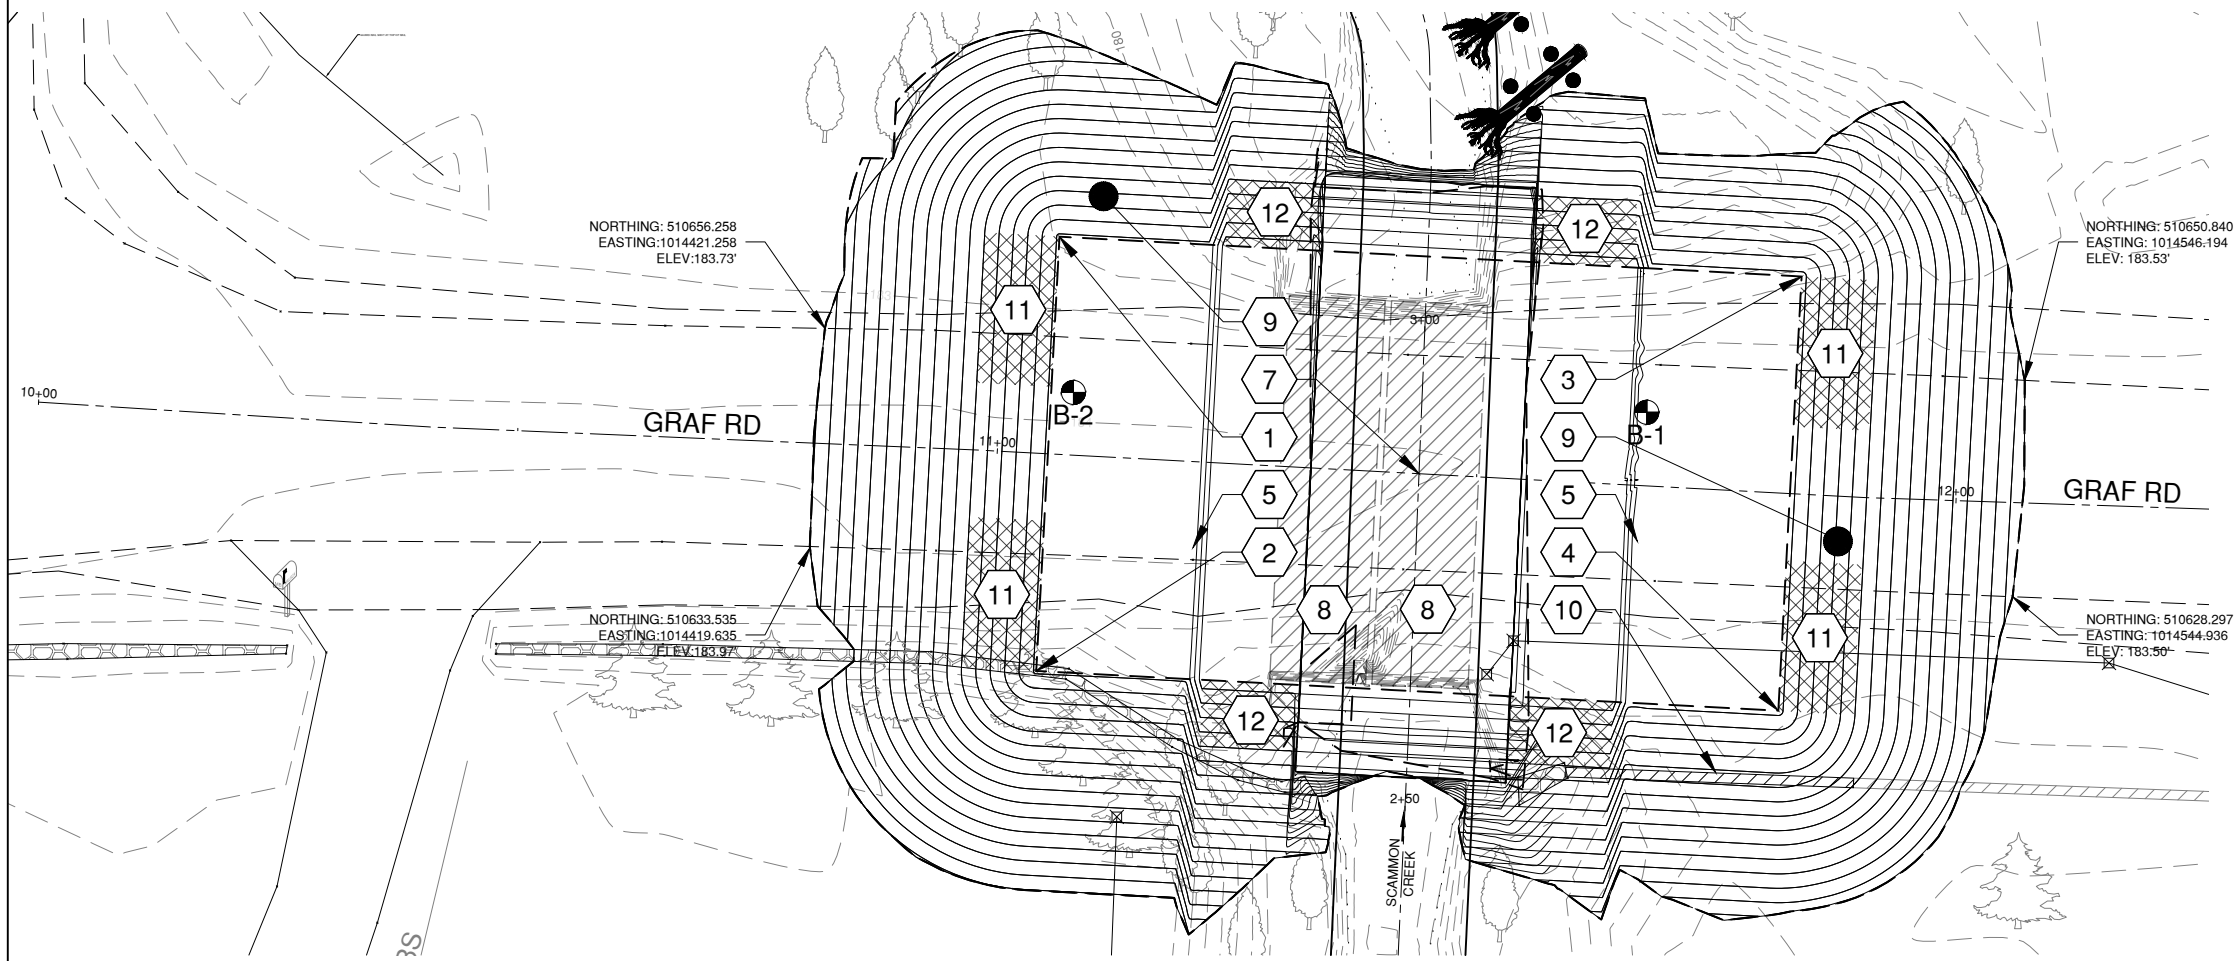 180
NORTHING: 510656.258
EASTING:1014421.258
ELEV:183.73'
NORTHING: 510650.840
EASTING: 1014546.194
ELEV: 183.53'
12
12
11
9
3+00
11
7
3
10+00
GRAF RD
B-2
1
9
B-1
11+00
5
5
12+00
GRAF RD
2
4
11
8
8
10
11
NORTHING: 510633.535
EASTING:1014419.635
ELEV:183.97'
NORTHING: 510628.297
EASTING: 1014544.936
ELEV: 183.50'
12
12
2+50
SCAMMON
CREEK